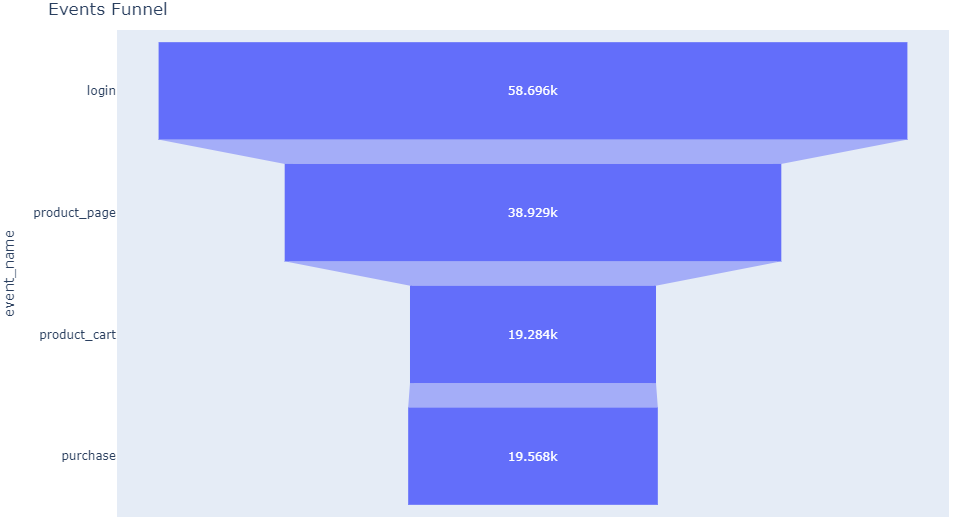 Events Funnel
login
58.696k
product_page
38.929k
event_name
product_cart
19.284k
purchase
19.568k